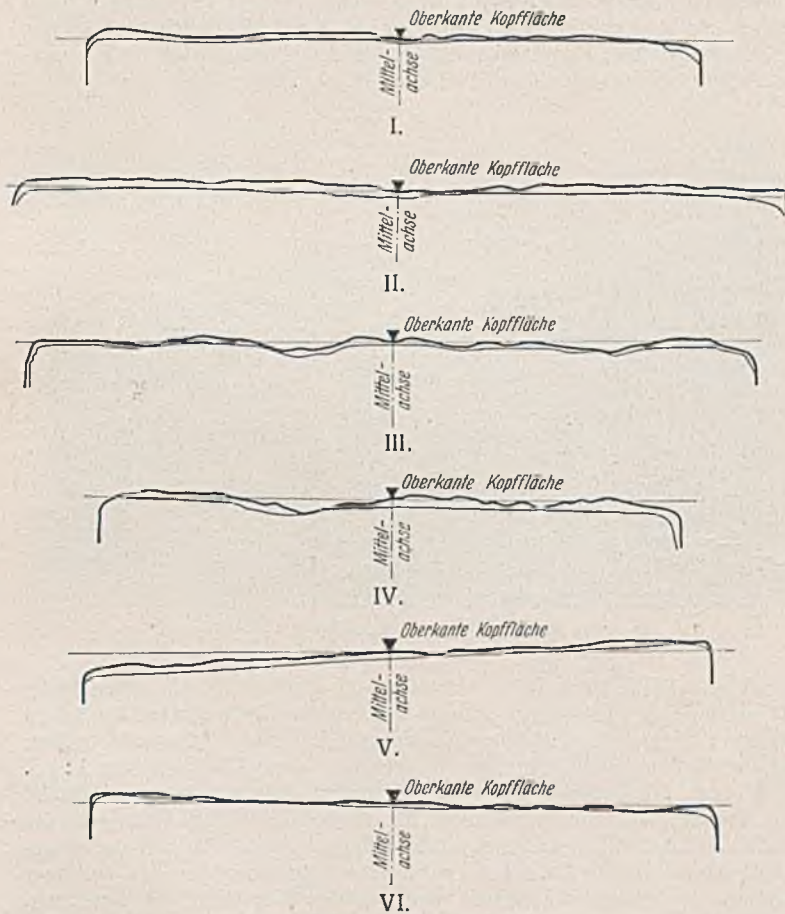 Oberkante Kopffläche
Mittel-
achse
I.
Oberkante Kopffläche
Mittel-
achse
II.
Oberkante Kopffläche
Mittel-
achse
III.
Oberkante Kopffläche
Mittel-
achse
IV.
Oberkante Kopffläche
Mittel-
achse
V.
Oberkante Kopffläche
Mittel-
achse
VI.